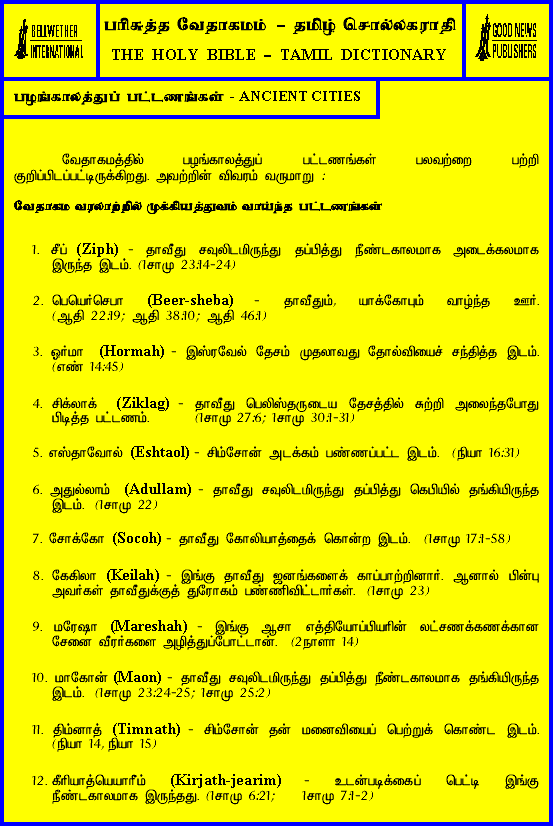 BELLWETHER INTERNATIONAL
பரிசுத்த வேதாகமம் – தமிழ் சொல்லகராதி
THE HOLY BIBLE – TAMIL DICTIONARY
GOOD NEWS PUBLISHERS
பழங்காலத்துப் பட்டணங்கள் - ANCIENT CITIES
வேதாகமத்தில் பழங்காலத்துப் பட்டணங்கள் பலவற்றை பற்றி
குறிப்பிடப்பட்டிருக்கிறது. அவற்றின் விவரம் வருமாறு :
வேதாகம வரலாற்றில் முக்கியத்துவம் வாய்ந்த பட்டணங்கள்
1. சீப் (Ziph) - தாவீது சவுலிடமிருந்து தப்பித்து நீண்டகாலமாக அடைக்கலமாக
இருந்த இடம். (1சாமு 23:14-24)
2. பெயெர்செபா (Beer-sheba) - தாவீதும், யாக்கோபும் வாழ்ந்த ஊர்.
(ஆதி 22:19; ஆதி 38:10; ஆதி 46:1)
3. ஓர்மா (Hormah) - இஸ்ரவேல் தேசம் முதலாவது தோல்வியைச் சந்தித்த இடம்.
(எண் 14:45)
4. சிக்லாக் (Ziklag) - தாவீது பெலிஸ்தருடைய தேசத்தில் சுற்றி அலைந்தபோது
பிடித்த பட்டணம். (1சாமு 27:6; 1சாமு 30:1-31)
5. எஸ்தாவோல் (Eshtaol) - சிம்சோன் அடக்கம் பண்ணப்பட்ட இடம். (நியா 16:31)
6. அதுல்லாம் (Adullam) - தாவீது சவுலிடமிருந்து தப்பித்து கெபியில் தங்கியிருந்த
இடம். (1சாமு 22)
7. சோக்கோ (Socoh) - தாவீது கோலியாத்தைக் கொன்ற இடம். (1சாமு 17:1-58)
8. கேகிலா (Keilah) - இங்கு தாவீது ஜனங்களைக் காப்பாற்றினார். ஆனால் பின்பு
அவர்கள் தாவீதுக்குத் துரோகம் பண்ணிவிட்டார்கள். (1சாமு 23)
9. மரேஷா (Mareshah) - இங்கு ஆசா எத்தியோப்பியரின் லட்சணக்கணக்கான
சேனை வீரர்களை அழித்துப்போட்டான். (2நாளா 14)
10. மாகோன் (Maon) - தாவீது சவுலிடமிருந்து தப்பித்து நீண்டகாலமாக தங்கியிருந்த
இடம். (1சாமு 23:24-25; 1சாமு 25:2)
11. திம்னாத் (Timnath) - சிம்சோன் தன் மனைவியைப் பெற்றுக் கொண்ட இடம்.
(நியா 14, நியா 15)
12. கீரியாத்யெயாரீம் (Kirjath-jearim) - உடன்படிக்கைப் பெட்டி இங்கு
நீண்டகாலமாக இருந்தது. (1சாமு 6:21; 1சாமு 7:1-2)